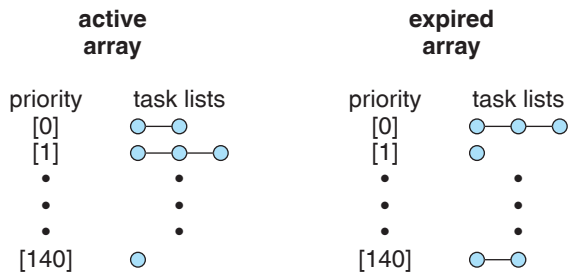 active array
expired array
priority task lists
priority task lists
[0]
[0]
[1]
[1]
[140]
[140]